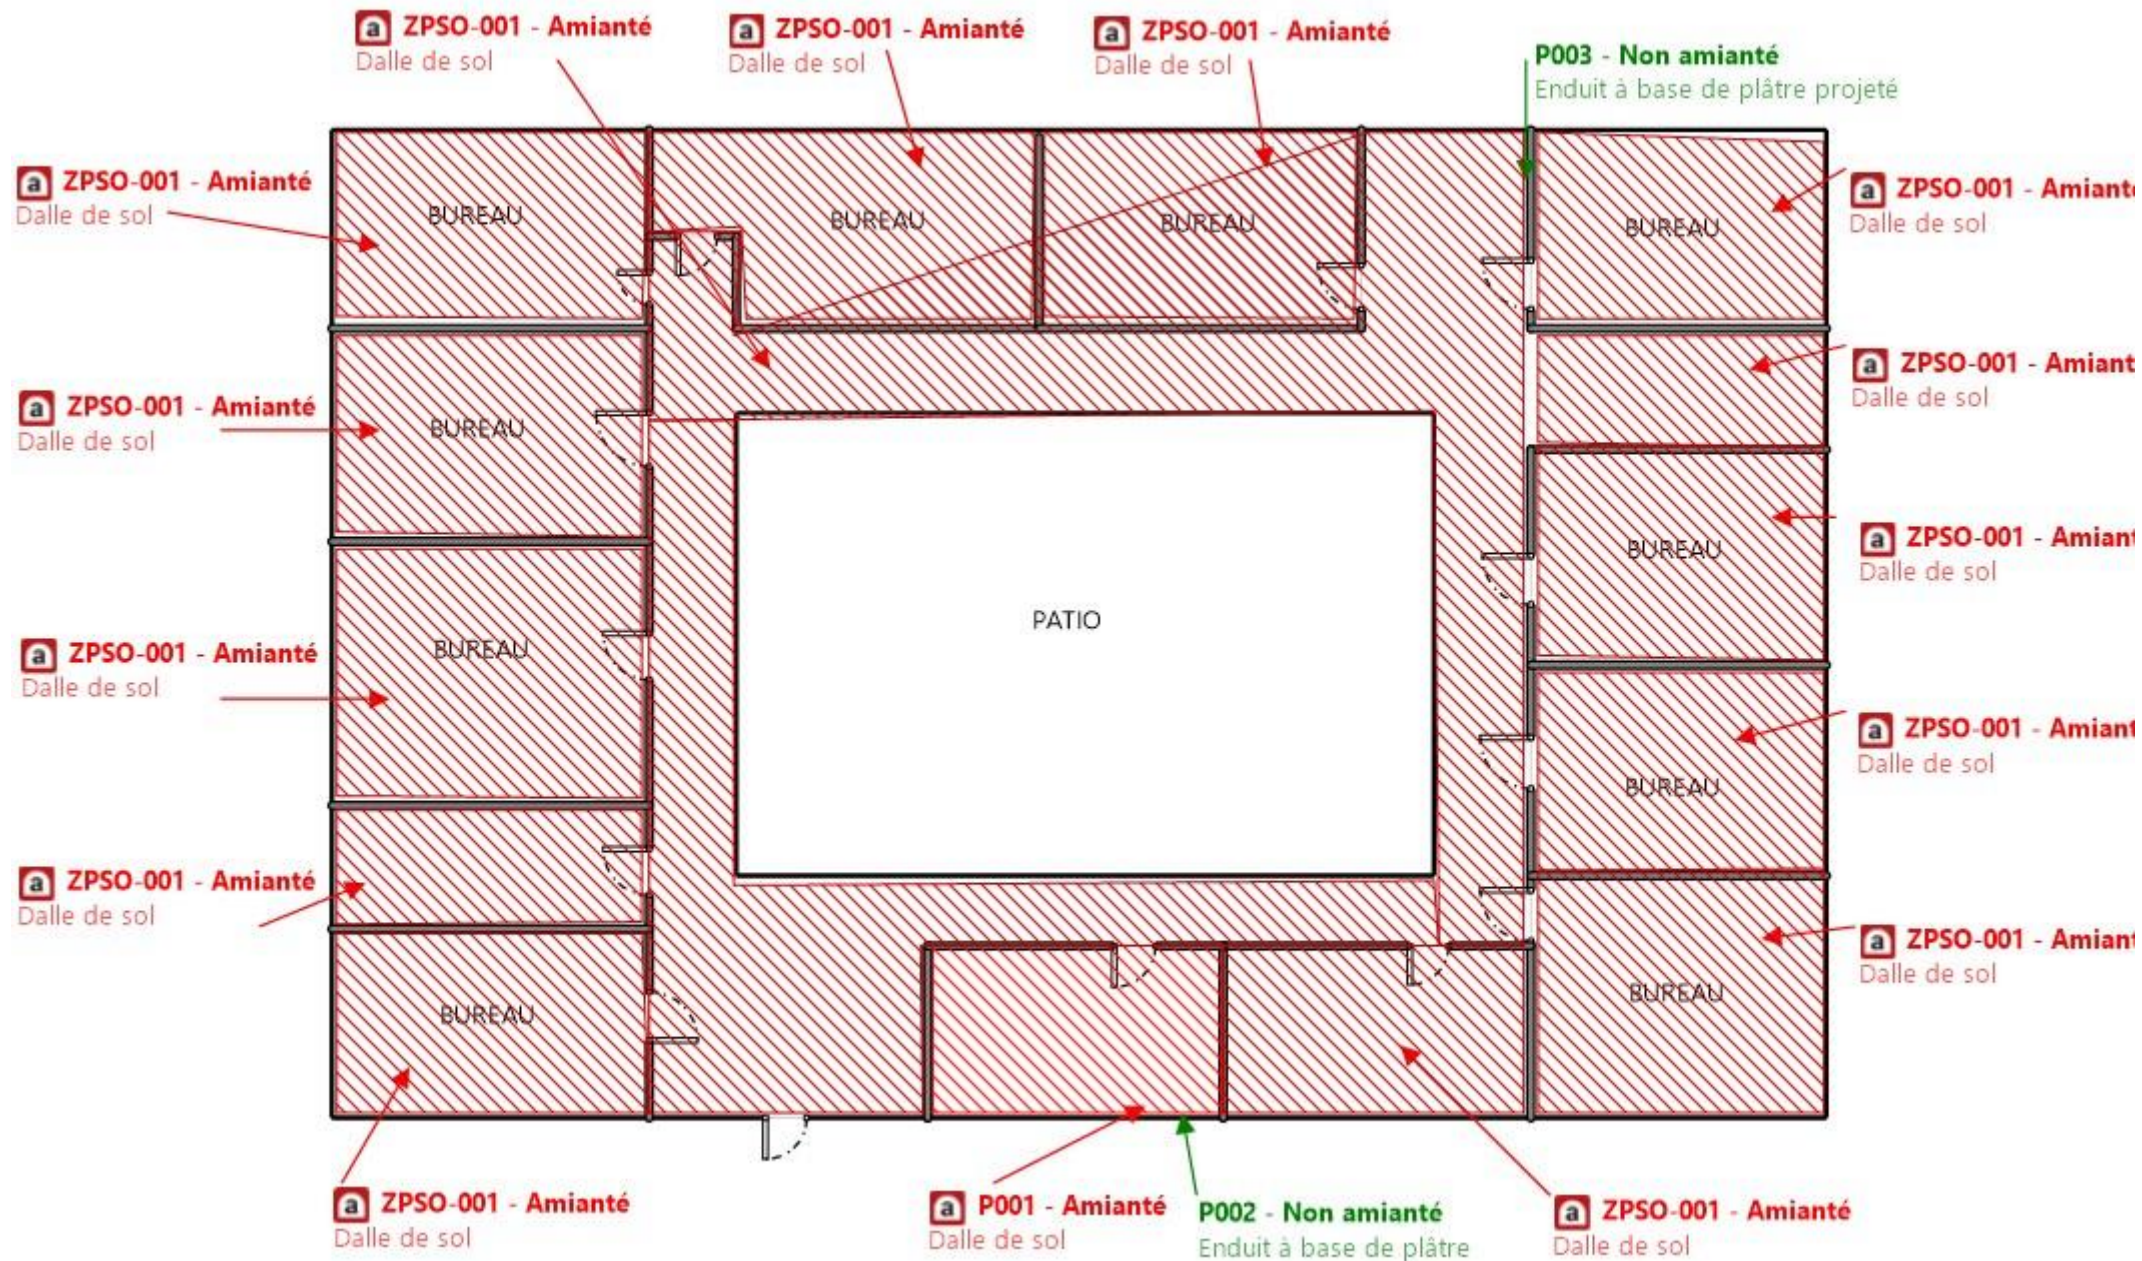 a ZPSO-001 - Amianté
Dalle de sol
a ZPSO-001 - Amianté
Dalle de sol
a ZPSO-001 - Amianté
Dalle de sol
P003 - Non amianté
Enduit à base de plâtre projeté
a ZPSO-001 - Amianté
Dalle de sol
a ZPSO-001 - Amianté
Dalle de sol
BUREAU
BUREAU
BUREAU
BUREAU
a ZPSO-001 - Amiant
Dalle de sol
a ZPSO-001 - Amianté
Dalle de sol
BUREAU
a ZPSO-001 - Amiant
Dalle de sol
BUREAU
PATIO
a ZPSO-001 - Amianté
Dalle de sol
BUREAU
a ZPSO-001 - Amiant
Dalle de sol
BUREAU
a ZPSO-001 - Amianté
Dalle de sol
a ZPSO-001 - Amiant
Dalle de sol
BUREAU
BUREAU
a ZPSO-001 - Amianté
Dalle de sol
a P001 - Amianté
Dalle de sol
P002 - Non amianté
Enduit à base de plâtre
a ZPSO-001 - Amianté
Dalle de sol